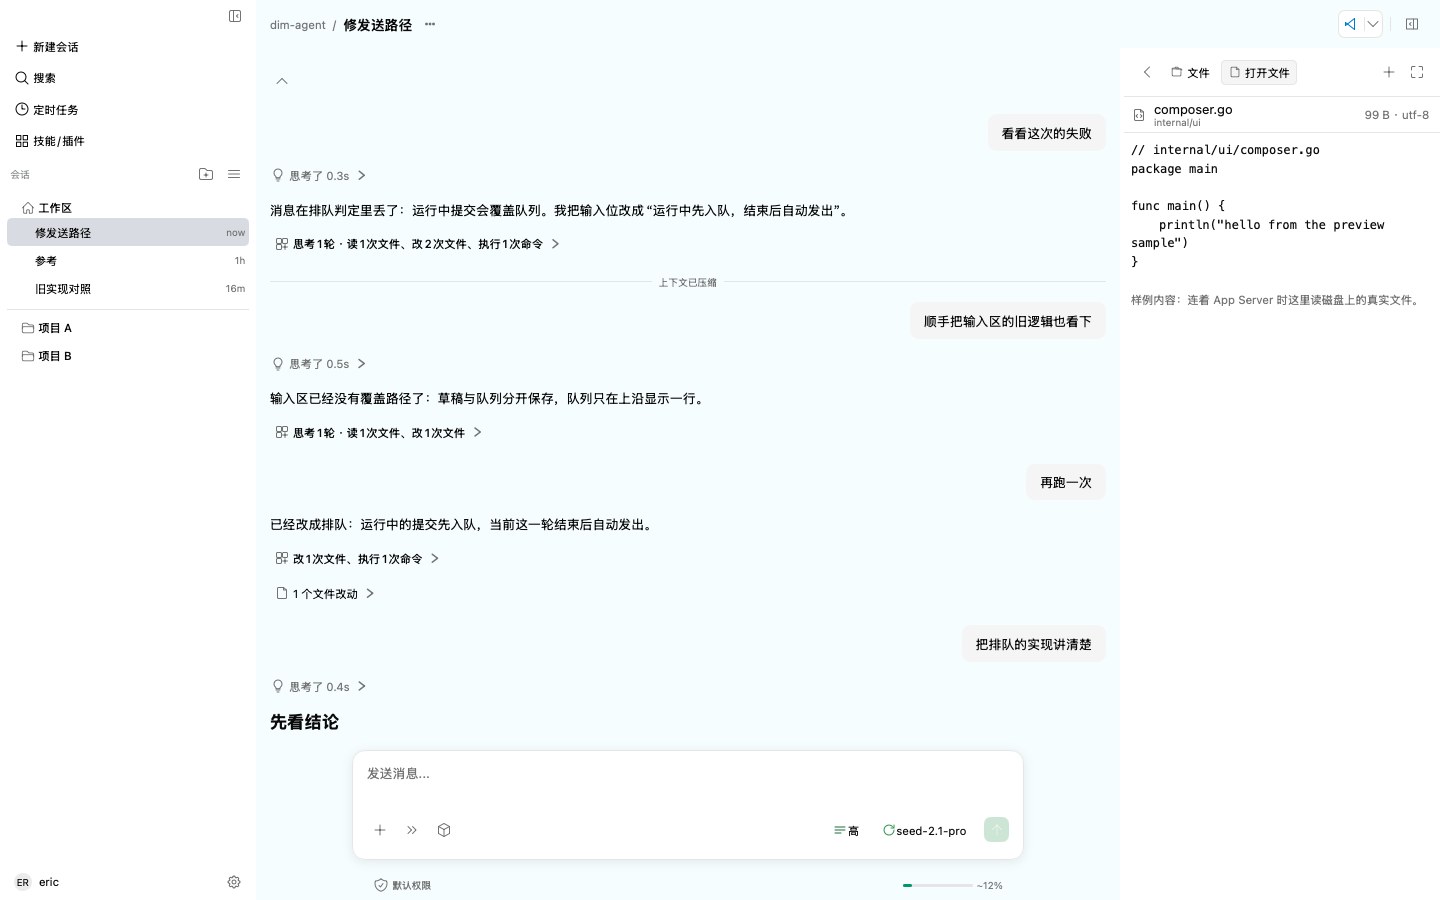 新建会话
搜索
定时任务
技能/插件
会话
工作区
修发送路径 now
参考 1h
旧实现对照 16m
项目 A
项目 B
ER eric
dim-agent / 修发送路径 ···
看看这次的失败
思考了 0.3s
消息在排队判定里丢了：运行中提交会覆盖队列。我把输入位改成“运行中先入队，结束后自动发出”。
思考1轮 · 读1次文件、改2次文件、执行1次命令
上下文已压缩
顺手把输入区的旧逻辑也看下
思考了 0.5s
输入区已经没有覆盖路径了：草稿与队列分开保存，队列只在上沿显示一行。
思考1轮 · 读1次文件、改1次文件
再跑一次
已经改成排队：运行中的提交先入队，当前这一轮结束后自动发出。
改1次文件、执行1次命令
1 个文件改动
把排队的实现讲清楚
思考了 0.4s
先看结论
发送消息...
高 seed-2.1-pro
默认权限 ~12%
文件 打开文件
composer.go
internal/ui
99 B · utf-8
// internal/ui/composer.go
package main
func main() {
println("hello from the preview
sample")
}
样例内容：连着 App Server 时这里读磁盘上的真实文件。